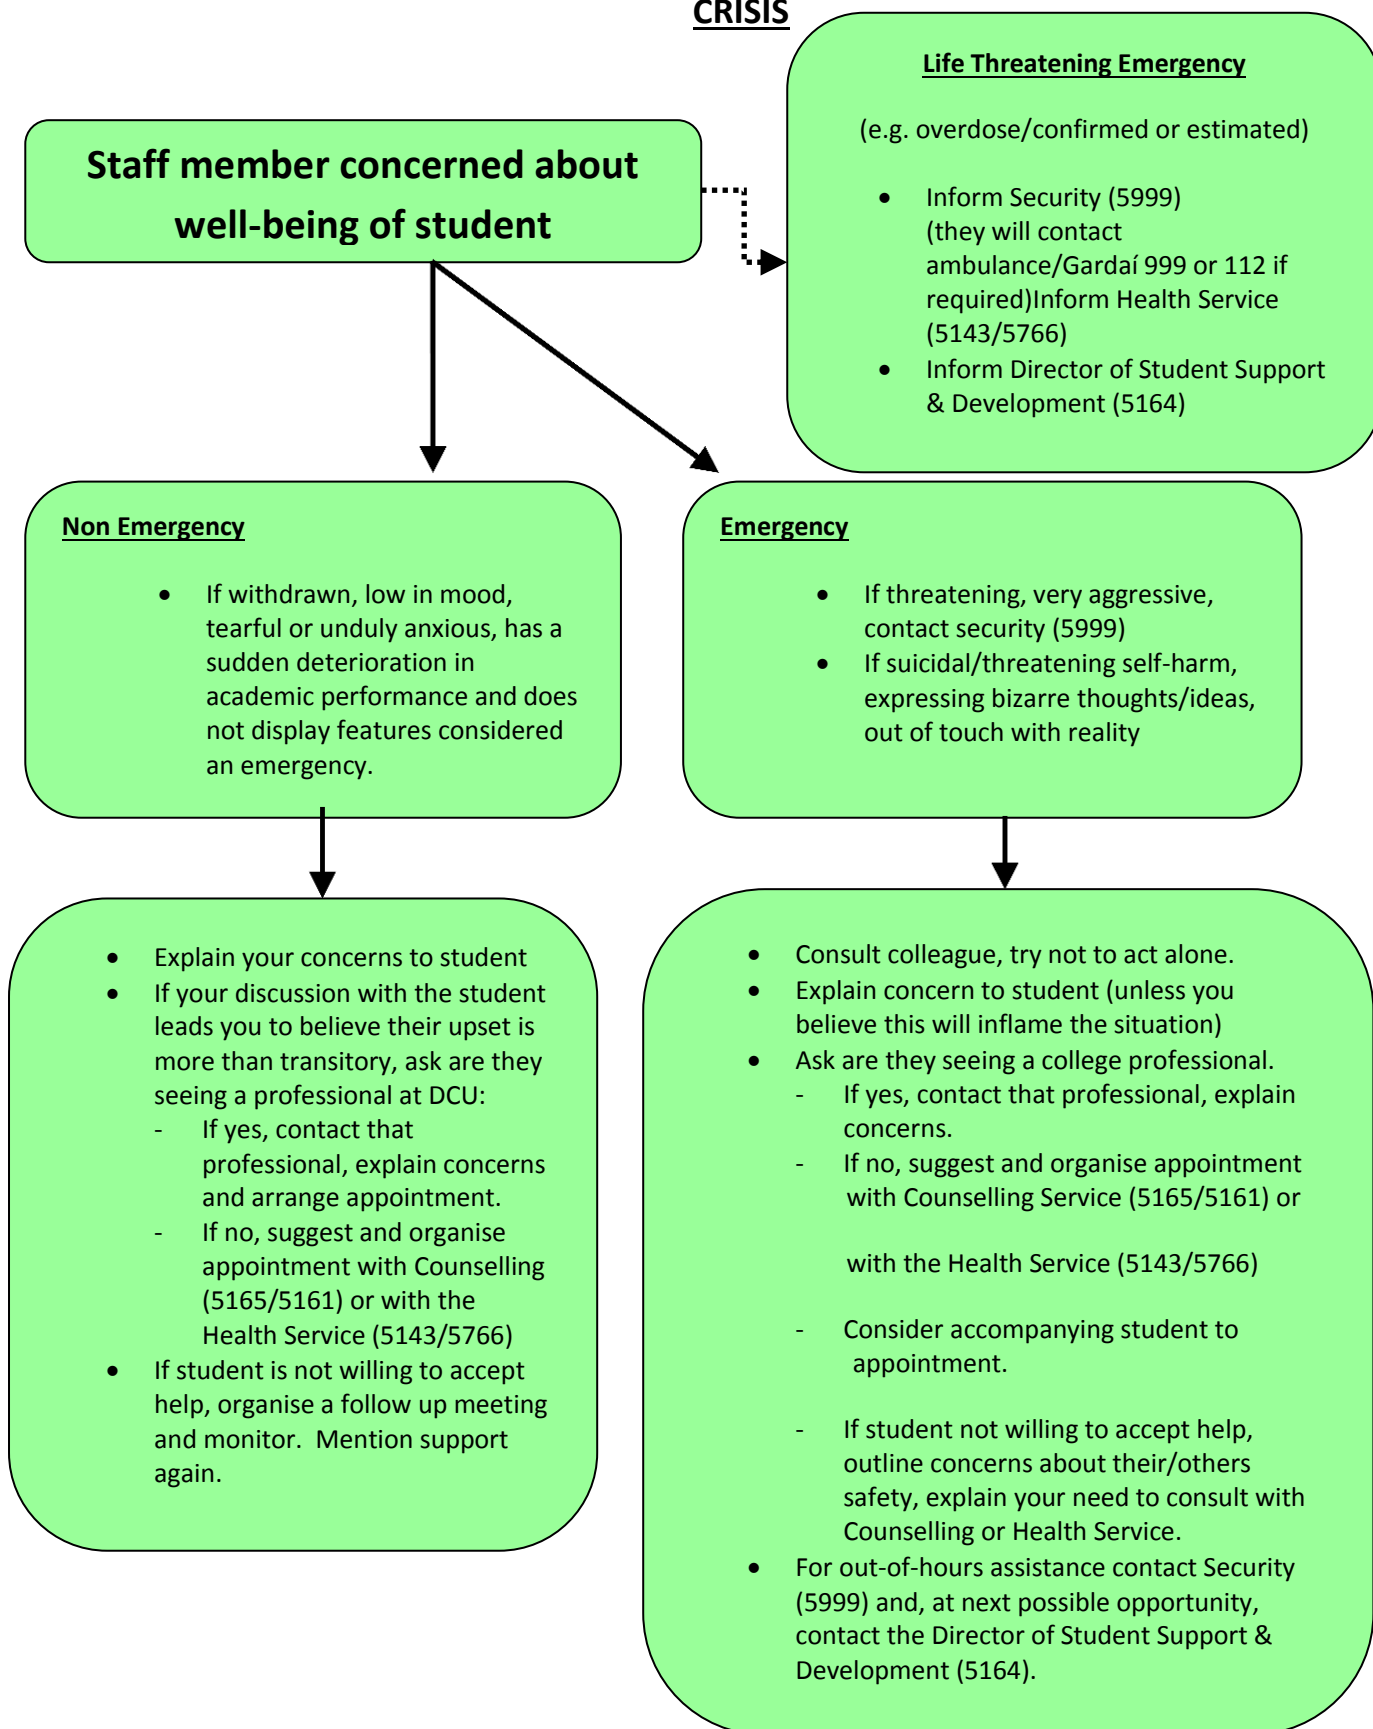 CRISIS
Life Threatening Emergency
(e.g. overdose/confirmed or estimated)
• Inform Security (5999)
(they will contact
ambulance/Gardaí 999 or 112 if
required)Inform Health Service
(5143/5766)
• Inform Director of Student Support
& Development (5164)
Staff member concerned about
well-being of student
Non Emergency
• If withdrawn, low in mood,
tearful or unduly anxious, has a
sudden deterioration in
academic performance and does
not display features considered
an emergency.
Emergency
• If threatening, very aggressive,
contact security (5999)
• If suicidal/threatening self-harm,
expressing bizarre thoughts/ideas,
out of touch with reality
• Explain your concerns to student
• If your discussion with the student
leads you to believe their upset is
more than transitory, ask are they
seeing a professional at DCU:
- If yes, contact that
professional, explain concerns
and arrange appointment.
- If no, suggest and organise
appointment with Counselling
(5165/5161) or with the
Health Service (5143/5766)
• If student is not willing to accept
help, organise a follow up meeting
and monitor. Mention support
again.
• Consult colleague, try not to act alone.
• Explain concern to student (unless you
believe this will inflame the situation)
• Ask are they seeing a college professional.
- If yes, contact that professional, explain
concerns.
- If no, suggest and organise appointment
with Counselling Service (5165/5161) or
with the Health Service (5143/5766)
- Consider accompanying student to
appointment.
- If student not willing to accept help,
outline concerns about their/others
safety, explain your need to consult with
Counselling or Health Service.
• For out-of-hours assistance contact Security
(5999) and, at next possible opportunity,
contact the Director of Student Support &
Development (5164).